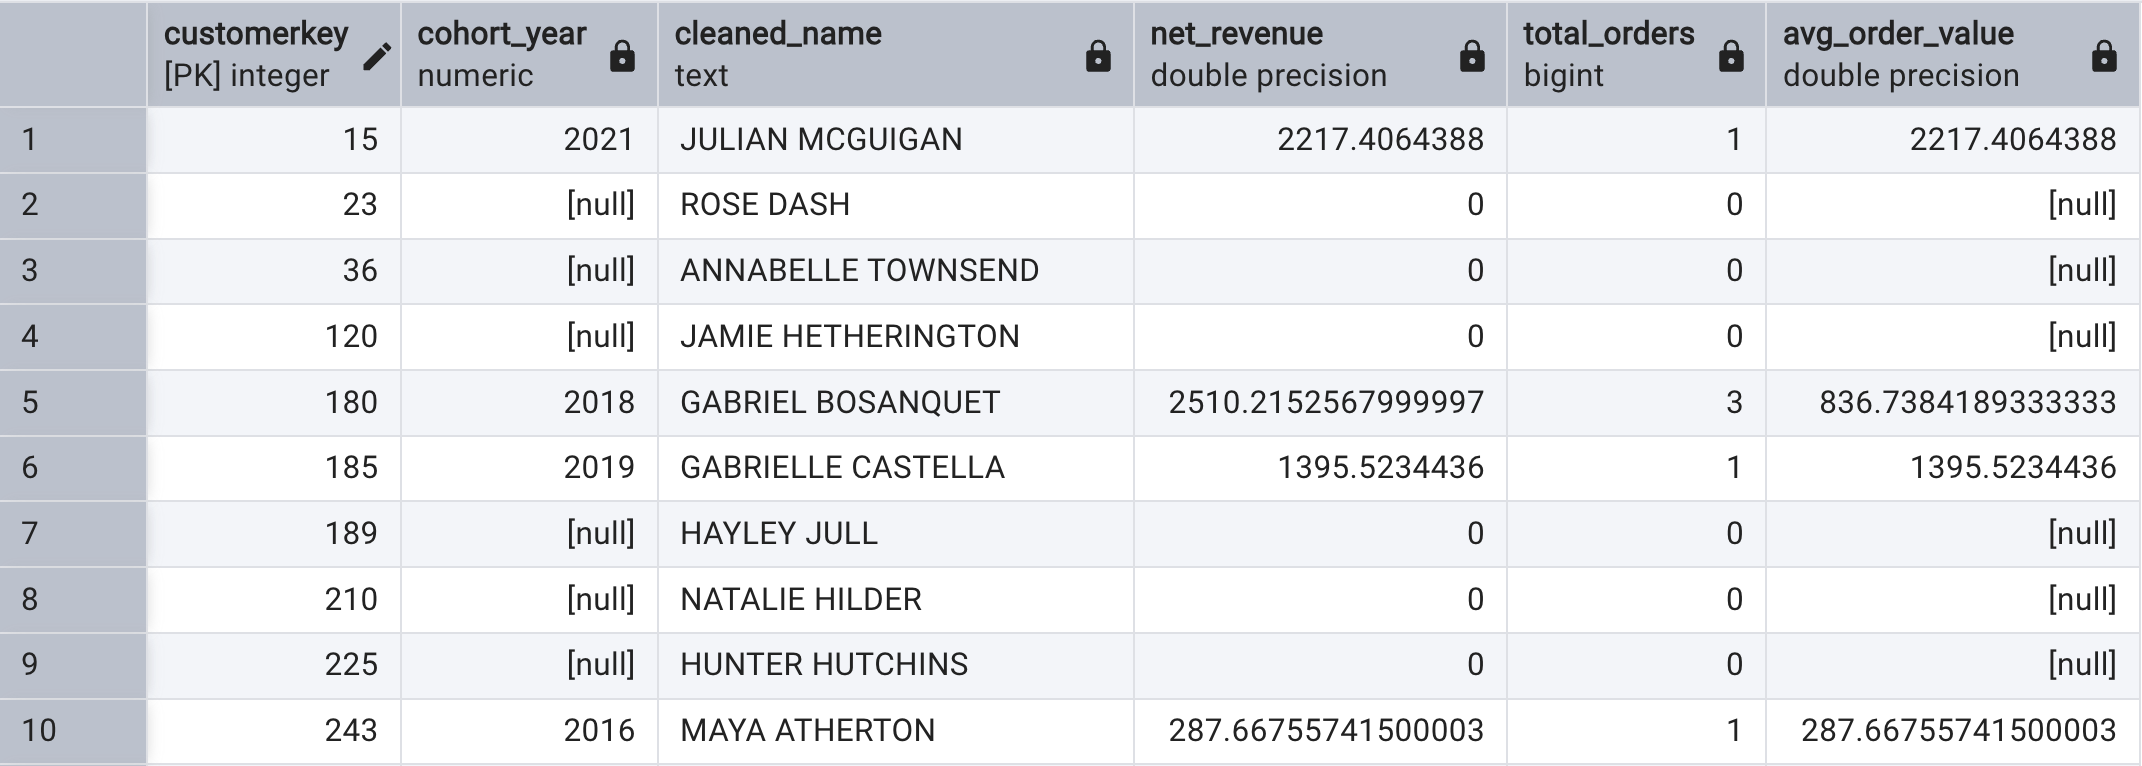 customerkey cohort_year cleaned_name net_revenue total_orders avg_order_value
[PK] integer numeric text double precision bigint double precision
1 15 2021 JULIAN MCGUIGAN 2217.4064388 1 2217.4064388
2 23 [null] ROSE DASH 0 0 [null]
3 36 [null] ANNABELLE TOWNSEND 0 0 [null]
4 120 [null] JAMIE HETHERINGTON 0 0 [null]
5 180 2018 GABRIEL BOSANQUET 2510.2152567999997 3 836.7384189333333
6 185 2019 GABRIELLE CASTELLA 1395.5234436 1 1395.5234436
7 189 [null] HAYLEY JULL 0 0 [null]
8 210 [null] NATALIE HILDER 0 0 [null]
9 225 [null] HUNTER HUTCHINS 0 0 [null]
10 243 2016 MAYA ATHERTON 287.66755741500003 1 287.66755741500003